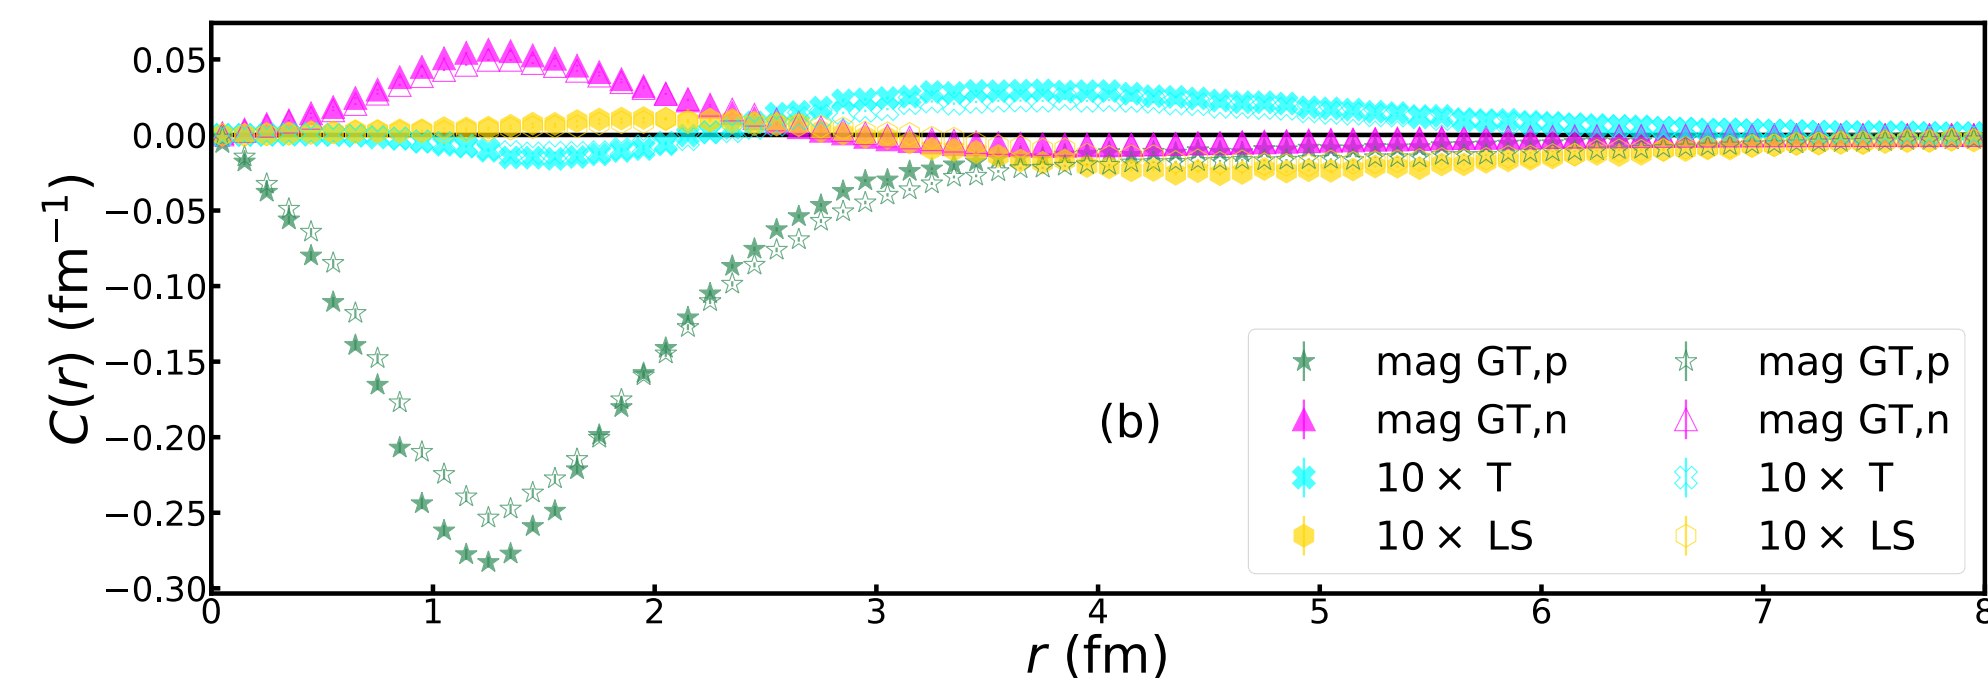 C(r) (fm⁻¹)
0.05
0.00
−0.05
−0.10
−0.15
−0.20
−0.25
−0.30
0 1 2 3 4 5 6 7 8
r (fm)
(b)
mag GT,p mag GT,p
mag GT,n mag GT,n
10 × T 10 × T
10 × LS 10 × LS